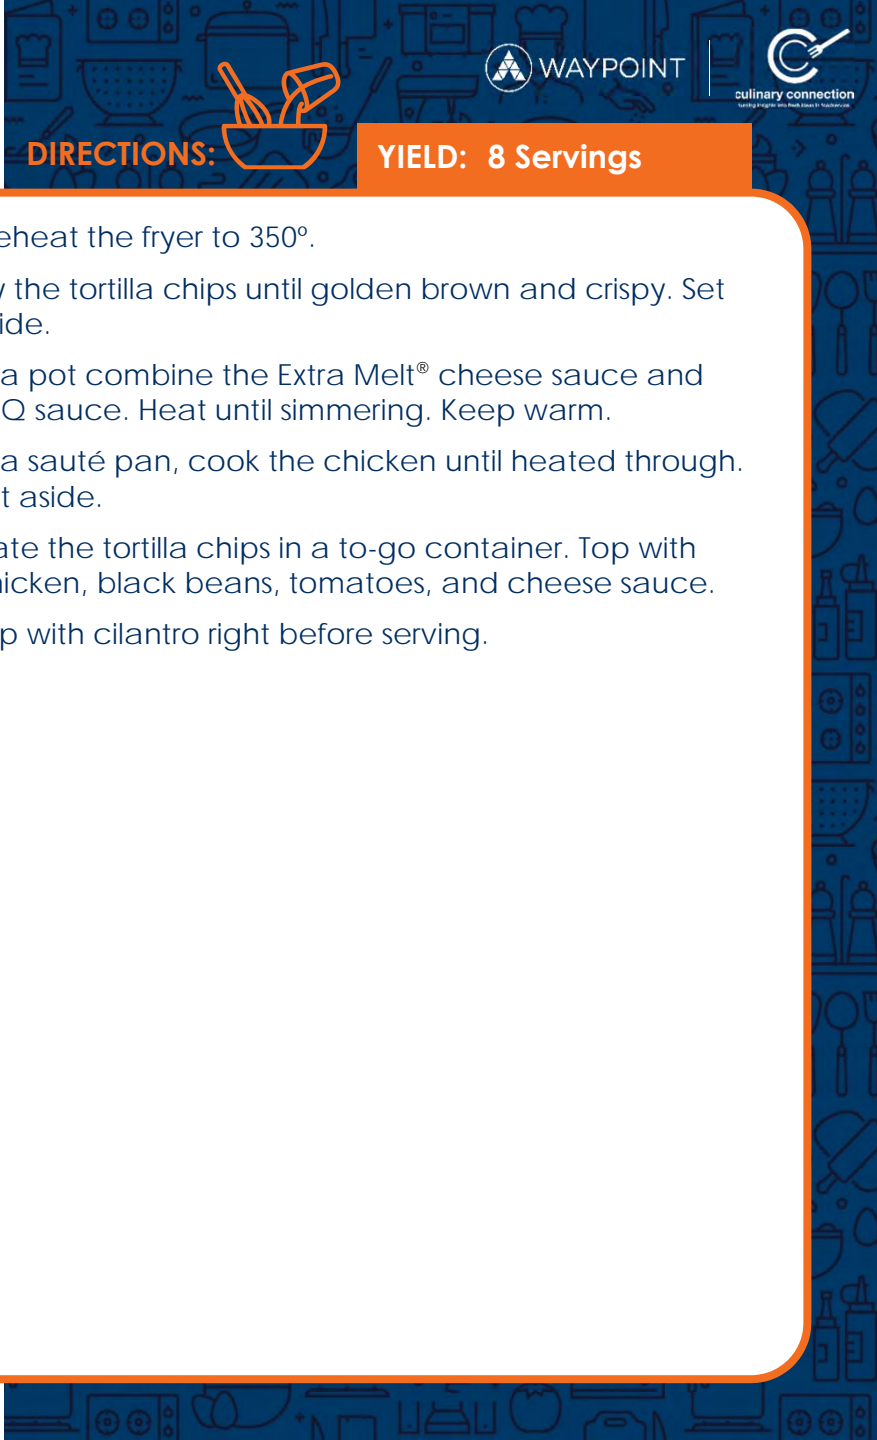 WAYPOINT
culinary connection
DIRECTIONS:
YIELD: 8 Servings
eheat the fryer to 350º.
the tortilla chips until golden brown and crispy. Set
ide.
a pot combine the Extra Melt® cheese sauce and
Q sauce. Heat until simmering. Keep warm.
a sauté pan, cook the chicken until heated through.
t aside.
ate the tortilla chips in a to-go container. Top with
icken, black beans, tomatoes, and cheese sauce.
p with cilantro right before serving.